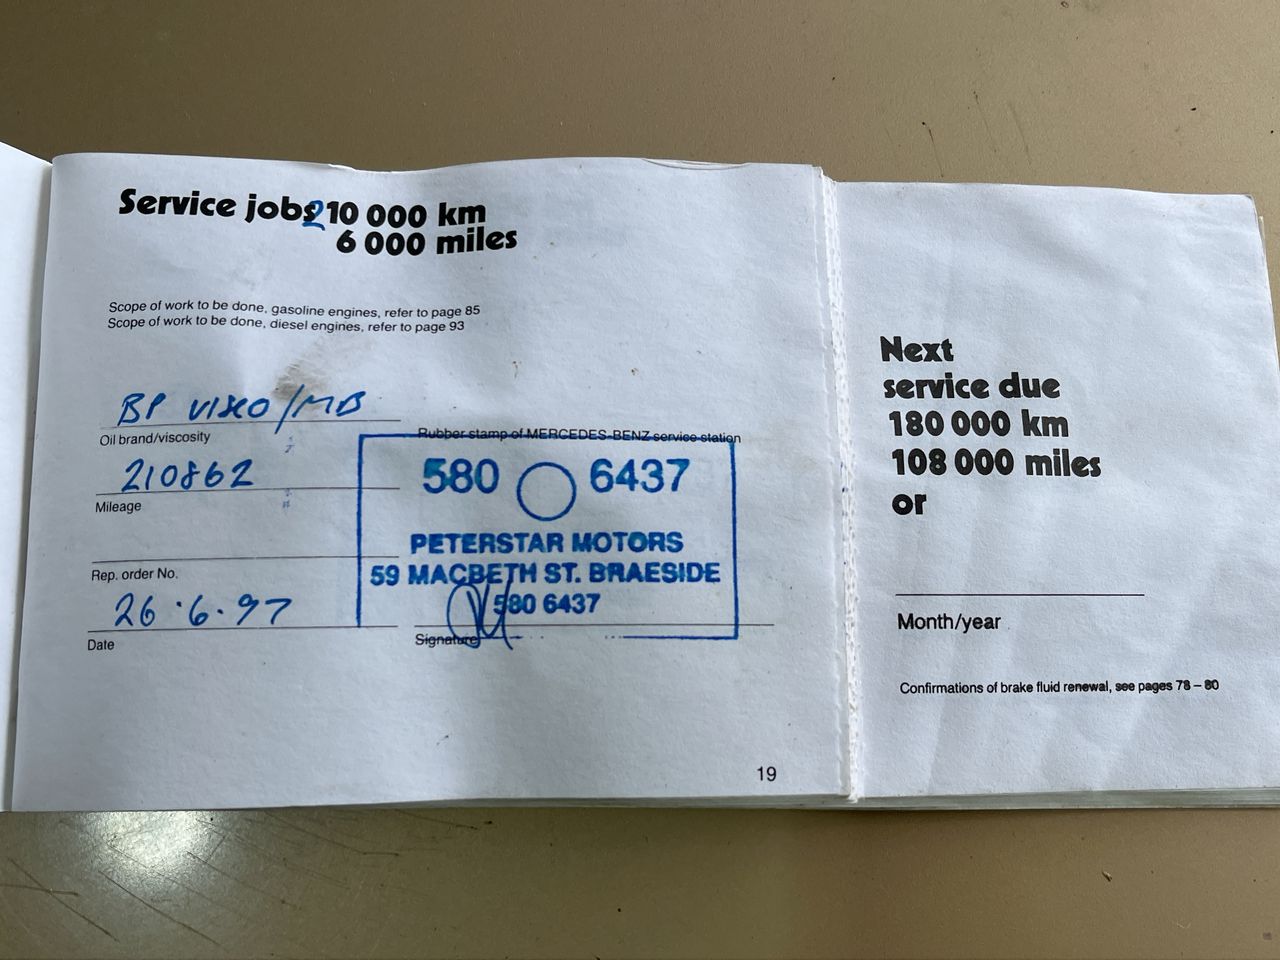 Service jobs 210 000 km
6 000 miles
Scope of work to be done, gasoline engines, refer to page 85
Scope of work to be done, diesel engines, refer to page 93
BP VISCO/MB
Oil brand/viscosity
Rubber stamp of MERCEDES-BENZ service station
210862
Mileage
580 6437
PETERSTAR MOTORS
59 MACBETH ST. BRAESIDE
580 6437
Rep. order No.
26.6.97
Date
Signature
19
Next
service due
180 000 km
108 000 miles
or
Month/year
Confirmations of brake fluid renewal, see pages 78 – 80